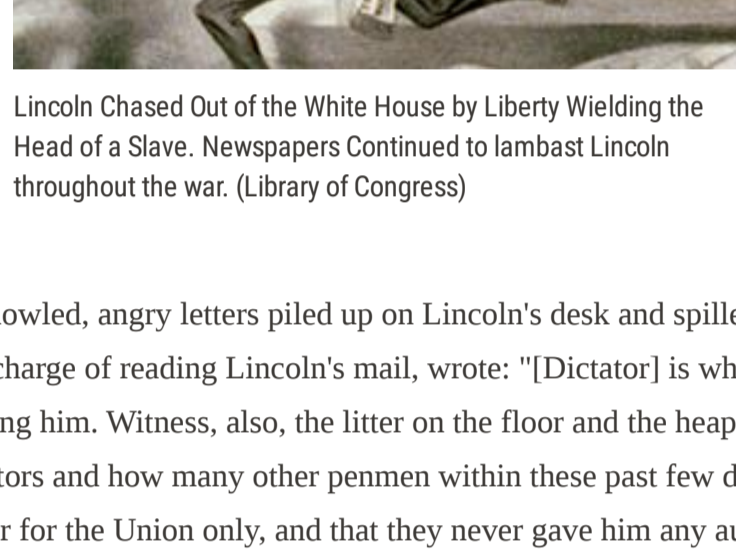 Lincoln Chased Out of the White House by Liberty Wielding the
Head of a Slave. Newspapers Continued to lambast Lincoln
throughout the war. (Library of Congress)
owled, angry letters piled up on Lincoln's desk and spille
charge of reading Lincoln's mail, wrote: "[Dictator] is wh
ng him. Witness, also, the litter on the floor and the heap
tors and how many other penmen within these past few d
r for the Union only, and that they never gave him any au